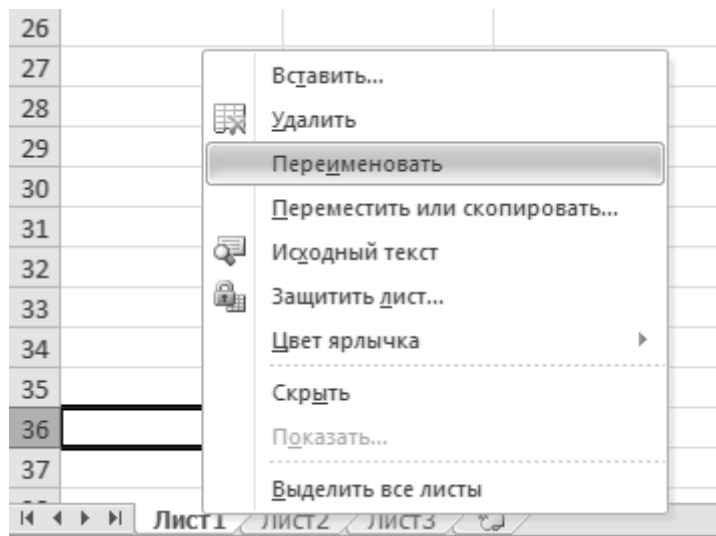 26
27
Вставить...
28
Удалить
29
Переименовать
30
Переместить или скопировать...
31
Исходный текст
32
33
Защитить лист...
34
Цвет ярлычка
35
Скрыть
36
Показать...
37
Выделить все листы
Лист1 Лист2 Лист3